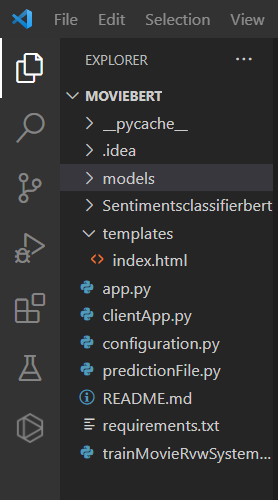 File Edit Selection View
EXPLORER ...
MOVIEBERT
__pycache__
.idea
models
Sentimentsclassifierbert
templates
<> index.html
app.py
clientApp.py
configuration.py
predictionFile.py
README.md
requirements.txt
trainMovieRvwSystem...